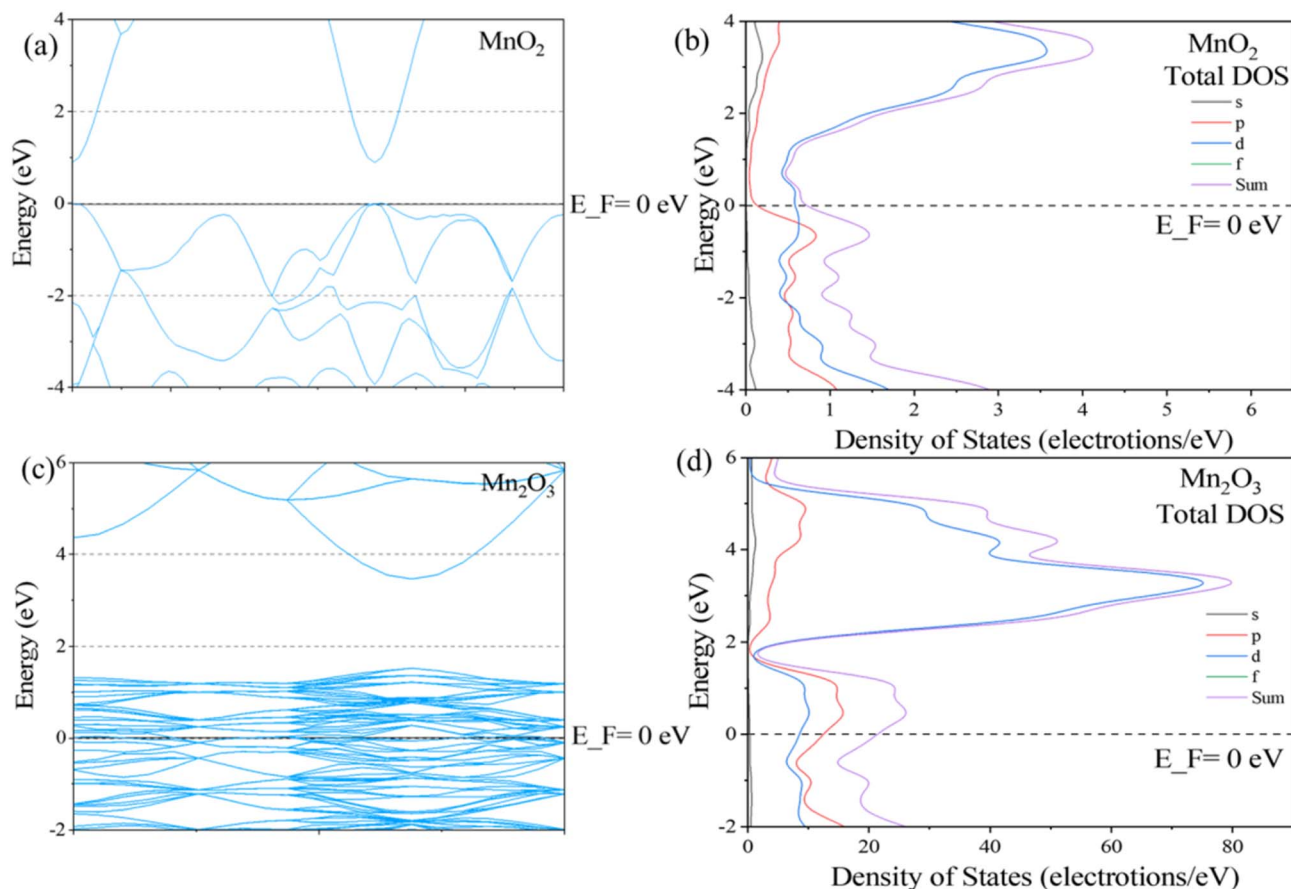 (a)
MnO₂
4
2
0
-2
-4
Energy (eV)
E_F= 0 eV
(b)
MnO₂
Total DOS
s
p
d
f
Sum
4
2
0
-2
-4
Energy (eV)
E_F= 0 eV
0 1 2 3 4 5 6
Density of States (electrotions/eV)
(c)
Mn₂O₃
6
4
2
0
-2
Energy (eV)
E_F= 0 eV
(d)
Mn₂O₃
Total DOS
s
p
d
f
Sum
6
4
2
0
-2
Energy (eV)
E_F= 0 eV
0 20 40 60 80
Density of States (electrotions/eV)